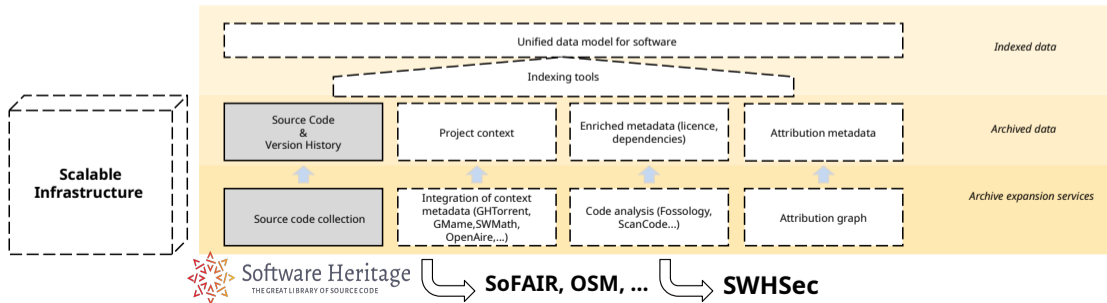 Unified data model for software
Indexed data
Indexing tools
Scalable
Infrastructure
Source Code
&
Version History
Project context
Enriched metadata (licence,
dependencies)
Attribution metadata
Archived data
Source code collection
Integration of context
metadata (GHTorrent,
GMame,SWMath,
OpenAire,...)
Code analysis (Fossology,
ScanCode...)
Attribution graph
Archive expansion services
Software Heritage
THE GREAT LIBRARY OF SOURCE CODE
SoFAIR, OSM, ...
SWHSec